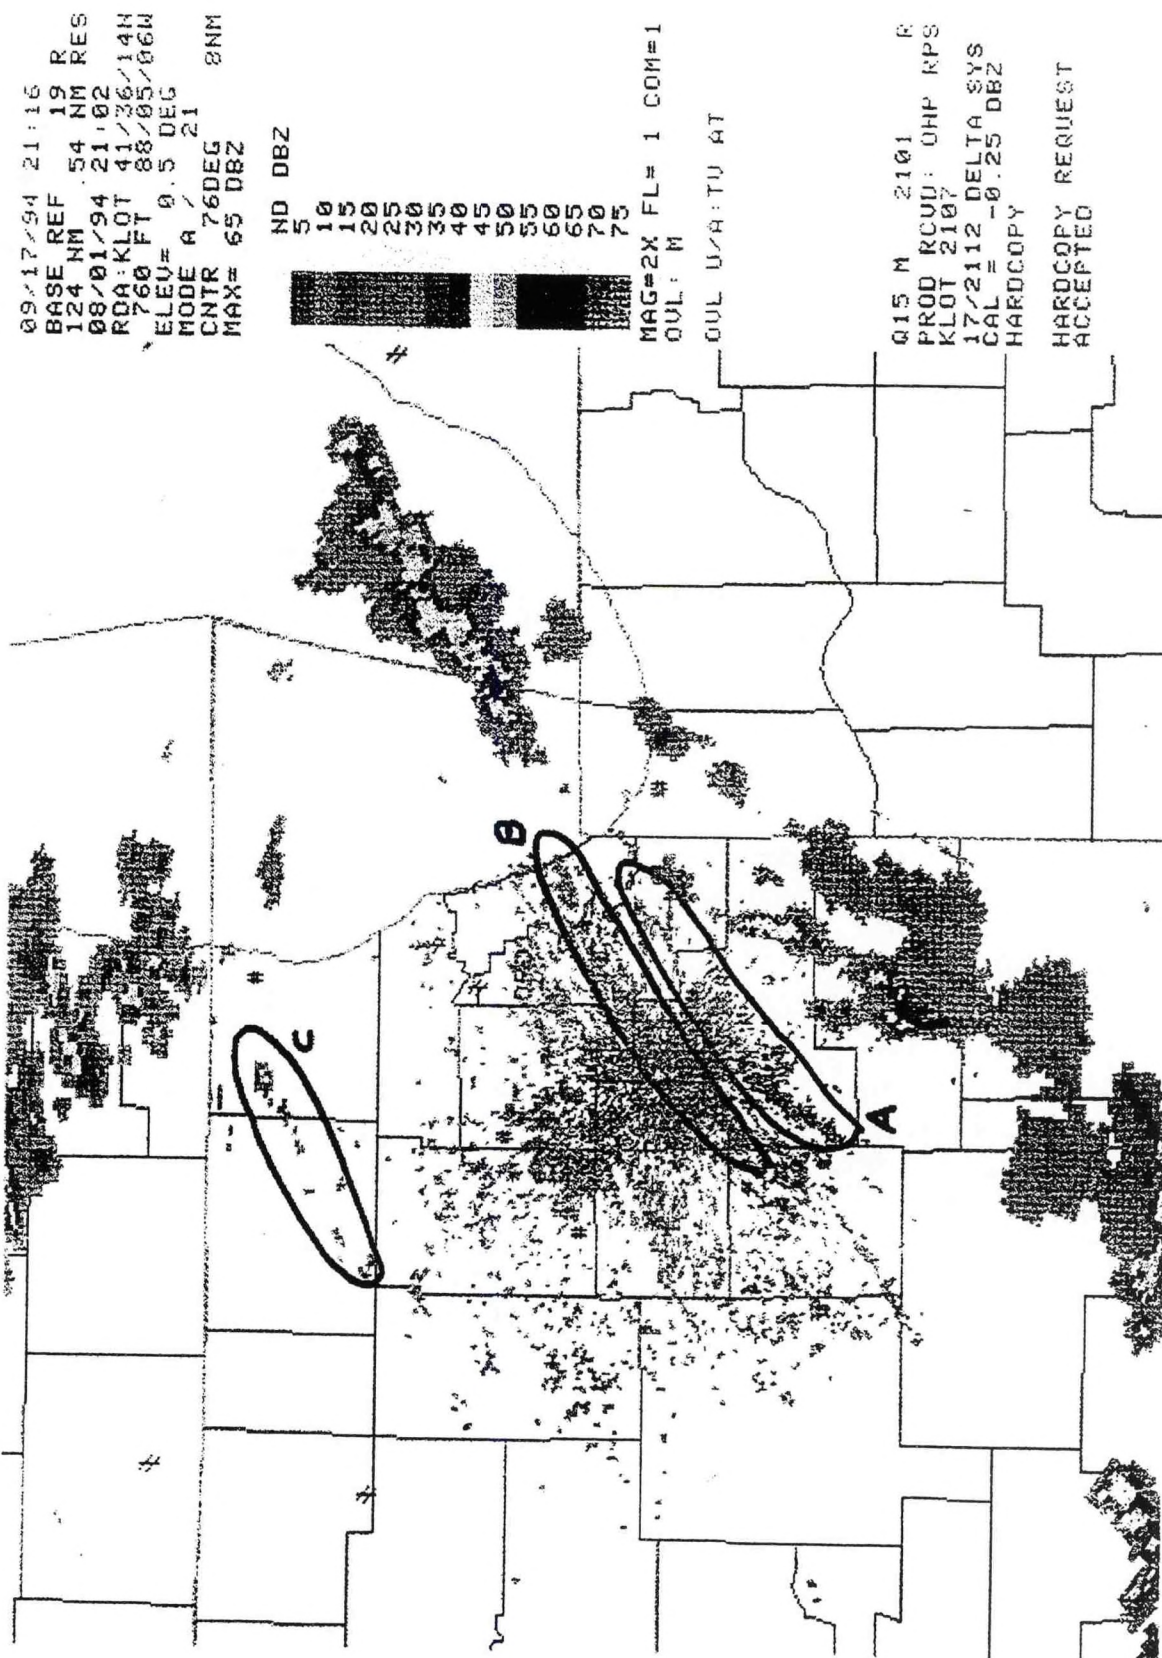 09/17/94 21:16
BASE REF 19 R
124 NM .54 NM RES
08/01/94 21:02
RDA:KLOT 41/36/14N
760 FT 88/05/06W
ELEV= 0.5 DEG
MODE A / 21
CNTR 76DEG 8NM
MAX= 65 DBZ
ND DBZ
5
10
15
20
25
30
35
40
45
50
55
60
65
70
75
MAG=2X FL= 1 COM=1
OVL: M
OVL U/A:TV AT
Q15 M 2101 R
PROD RCVD: OHP RPS
KLOT 2107
17/2112 DELTA SYS
CAL=-0.25 DBZ
HARDCOPY
HARDCOPY REQUEST
ACCEPTED
C
B
A